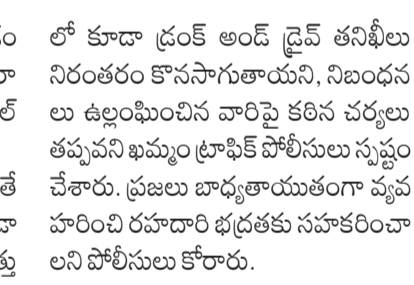 లో కూడా డ్రంక్ అండ్ డ్రైవ్ తనిఖీలు
నిరంతరం కొనసాగుతాయని, నిబంధన
లు ఉల్లంఘించిన వారిపై కఠిన చర్యలు
తప్పవని ఖమ్మం ట్రాఫిక్ పోలీసులు స్పష్టం
చేశారు. ప్రజలు బాధ్యతాయుతంగా వ్యవ
హరించి రహదారి భద్రతకు సహకరించా
లని పోలీసులు కోరారు.